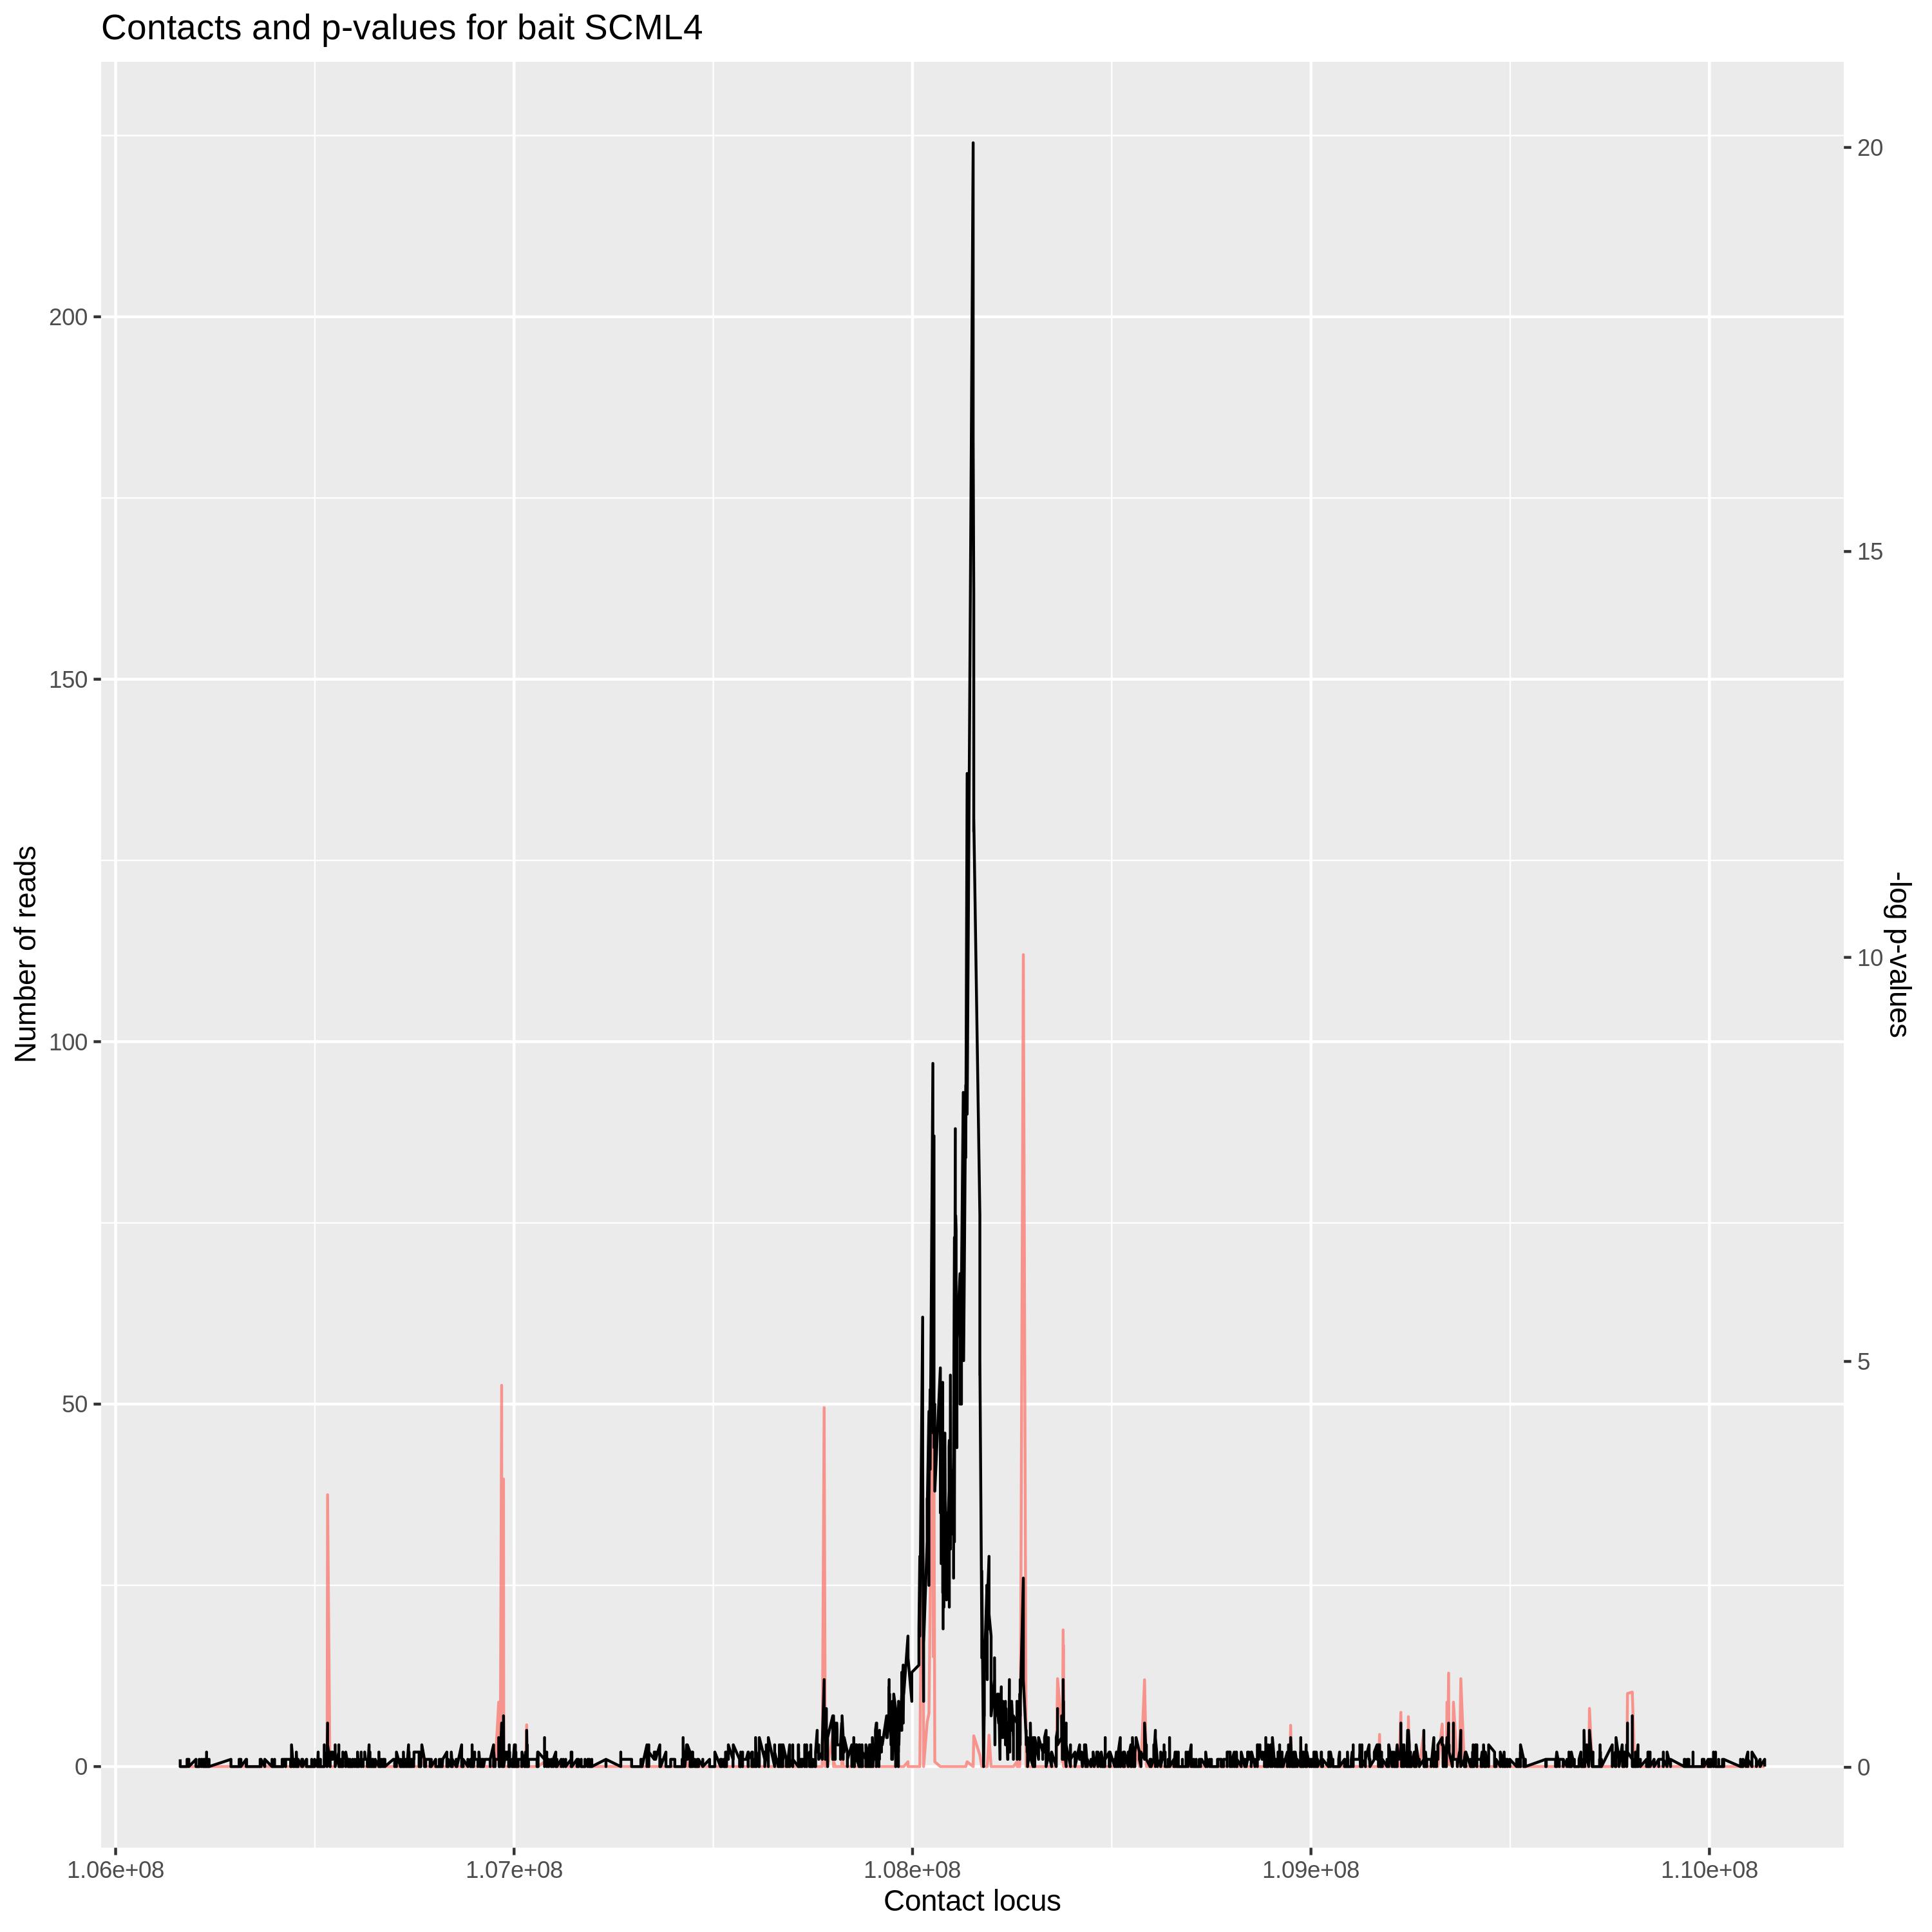 Contacts and p-values for bait SCML4
Number of reads
200
150
100
50
0
20
15
10
5
0
-log p-values
1.06e+08 1.07e+08 1.08e+08 1.09e+08 1.10e+08
Contact locus